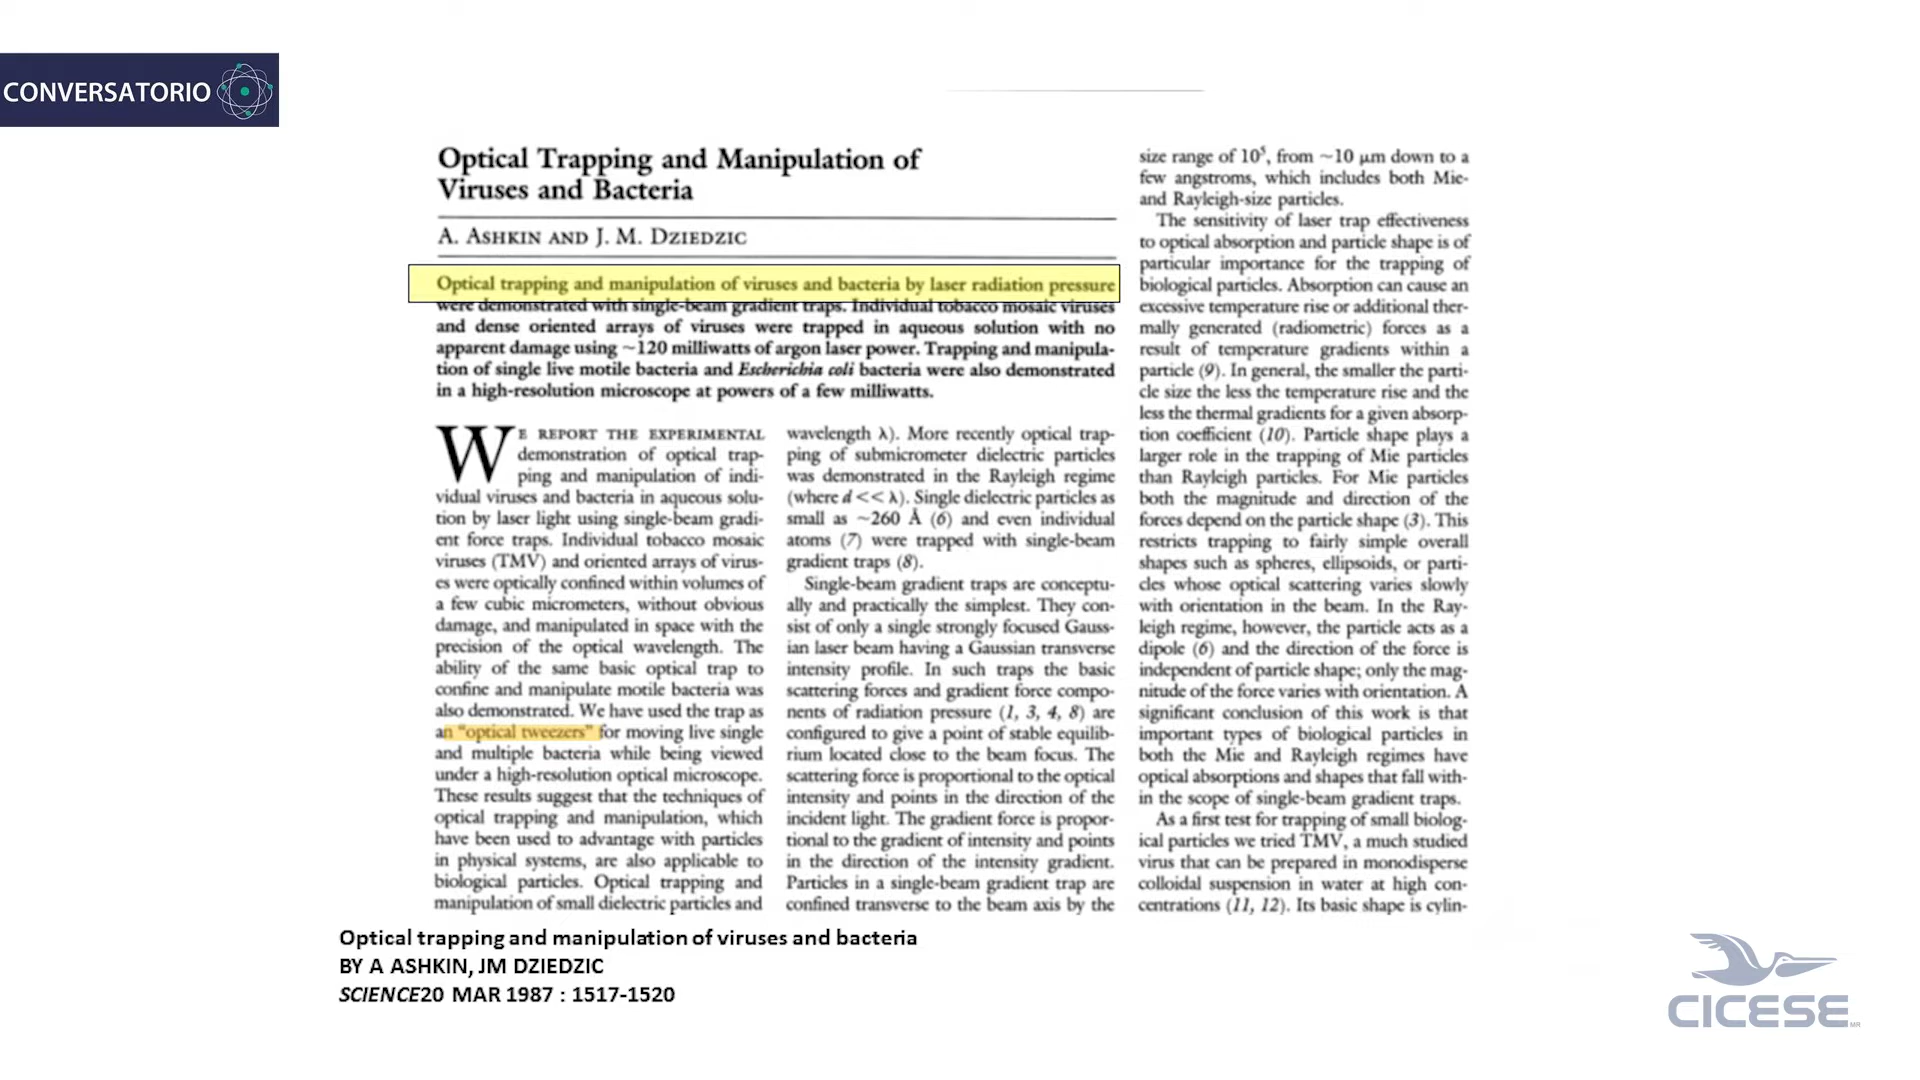 CONVERSATORIO
Optical Trapping and Manipulation of
Viruses and Bacteria
A. ASHKIN AND J. M. DZIEDZIC
Optical trapping and manipulation of viruses and bacteria by laser radiation pressure
were demonstrated with single-beam gradient traps. Individual tobacco mosaic viruses
and dense oriented arrays of viruses were trapped in aqueous solution with no
apparent damage using ~120 milliwatts of argon laser power. Trapping and manipula-
tion of single live motile bacteria and Escherichia coli bacteria were also demonstrated
in a high-resolution microscope at powers of a few milliwatts.
WE REPORT THE EXPERIMENTAL
demonstration of optical trap-
ping and manipulation of indi-
vidual viruses and bacteria in aqueous solu-
tion by laser light using single-beam gradi-
ent force traps. Individual tobacco mosaic
viruses (TMV) and oriented arrays of virus-
es were optically confined within volumes of
a few cubic micrometers, without obvious
damage, and manipulated in space with the
precision of the optical wavelength. The
ability of the same basic optical trap to
confine and manipulate motile bacteria was
also demonstrated. We have used the trap as
an "optical tweezers" for moving live single
and multiple bacteria while being viewed
under a high-resolution optical microscope.
These results suggest that the techniques of
optical trapping and manipulation, which
have been used to advantage with particles
in physical systems, are also applicable to
biological particles. Optical trapping and
manipulation of small dielectric particles and
wavelength λ). More recently optical trap-
ping of submicrometer dielectric particles
was demonstrated in the Rayleigh regime
(where d << λ). Single dielectric particles as
small as ~260 Å (6) and even individual
atoms (7) were trapped with single-beam
gradient traps (8).
Single-beam gradient traps are conceptu-
ally and practically the simplest. They con-
sist of only a single strongly focused Gauss-
ian laser beam having a Gaussian transverse
intensity profile. In such traps the basic
scattering forces and gradient force compo-
nents of radiation pressure (1, 3, 4, 8) are
configured to give a point of stable equilib-
rium located close to the beam focus. The
scattering force is proportional to the optical
intensity and points in the direction of the
incident light. The gradient force is propor-
tional to the gradient of intensity and points
in the direction of the intensity gradient.
Particles in a single-beam gradient trap are
confined transverse to the beam axis by the
size range of 10⁵, from ~10 μm down to a
few angstroms, which includes both Mie-
and Rayleigh-size particles.
The sensitivity of laser trap effectiveness
to optical absorption and particle shape is of
particular importance for the trapping of
biological particles. Absorption can cause an
excessive temperature rise or additional ther-
mally generated (radiometric) forces as a
result of temperature gradients within a
particle (9). In general, the smaller the parti-
cle size the less the temperature rise and the
less the thermal gradients for a given absorp-
tion coefficient (10). Particle shape plays a
larger role in the trapping of Mie particles
than Rayleigh particles. For Mie particles
both the magnitude and direction of the
forces depend on the particle shape (3). This
restricts trapping to fairly simple overall
shapes such as spheres, ellipsoids, or parti-
cles whose optical scattering varies slowly
with orientation in the beam. In the Ray-
leigh regime, however, the particle acts as a
dipole (6) and the direction of the force is
independent of particle shape; only the mag-
nitude of the force varies with orientation. A
significant conclusion of this work is that
important types of biological particles in
both the Mie and Rayleigh regimes have
optical absorptions and shapes that fall with-
in the scope of single-beam gradient traps.
As a first test for trapping of small biolog-
ical particles we tried TMV, a much studied
virus that can be prepared in monodisperse
colloidal suspension in water at high con-
centrations (11, 12). Its basic shape is cylin-
Optical trapping and manipulation of viruses and bacteria
BY A ASHKIN, JM DZIEDZIC
SCIENCE20 MAR 1987 : 1517-1520
CICESE
MR